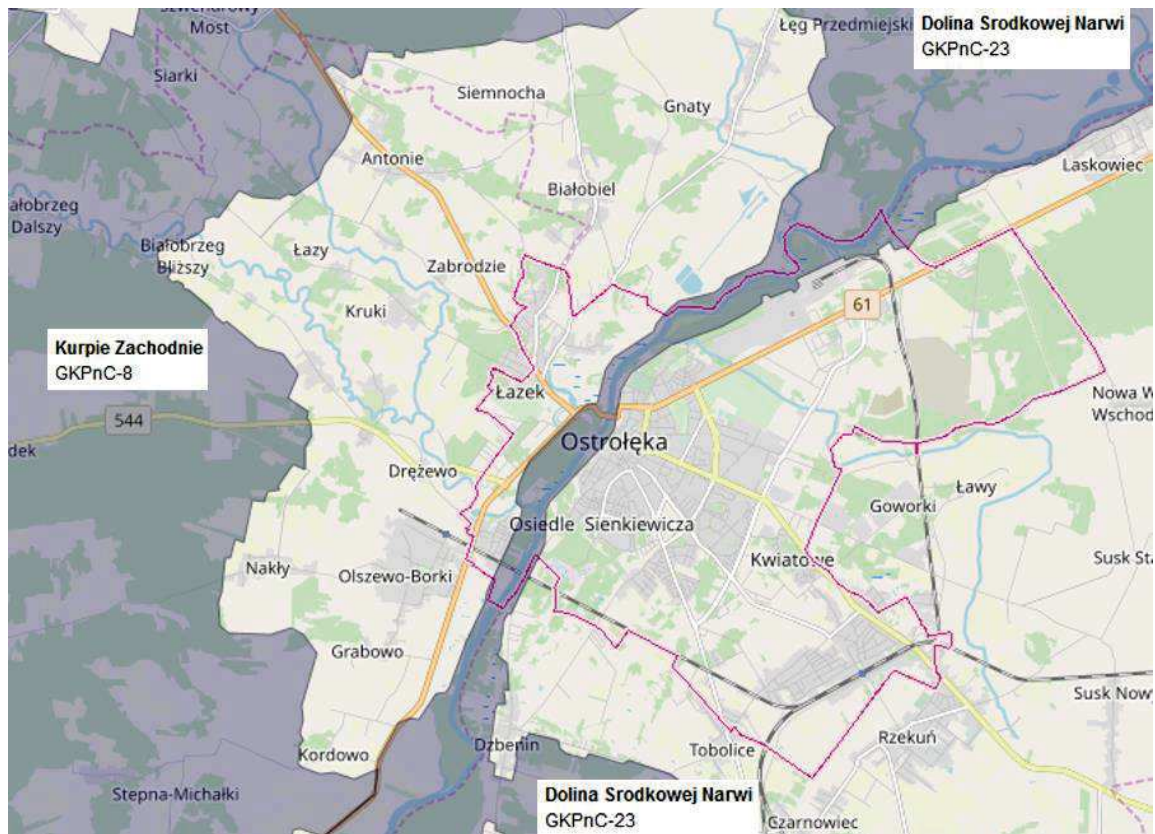 Szwendrowy
Most
Łęg Przedmiejski
Dolina Srodkowej Narwi
GKPnC-23
Siarki
Siemnocha
Gnaty
Antonie
Laskowiec
Białobiel
ałobrzeg
Dalszy
Białobrzeg
Bliższy
Łazy
Zabrodzie
Kruki
61
Kurpie Zachodnie
GKPnC-8
Łazek
Nowa W
Wschod
544
dek
Ostrołęka
Drężewo
Ławy
Goworki
Osiedle Sienkiewicza
Kwiatowe
Susk Sta
Nakły
Olszewo-Borki
Grabowo
Susk Nowy
Rzekuń
Kordowo
Dzbenin
Tobolice
Stepna-Michałki
Dolina Srodkowej Narwi
GKPnC-23
Czarnowiec